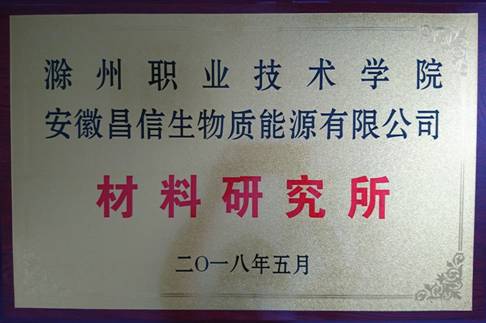 滁州职业技术学院
安徽昌信生物质能源有限公司
材料研究所
二〇一八年五月